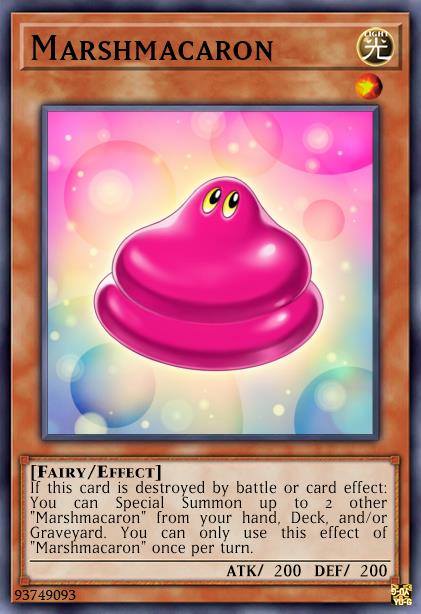 MARSHMACARON
LIGHT
光
[FAIRY/EFFECT]
If this card is destroyed by battle or card effect:
You can Special Summon up to 2 other
"Marshmacaron" from your hand, Deck, and/or
Graveyard. You can only use this effect of
"Marshmacaron" once per turn.
ATK/ 200 DEF/ 200
93749093